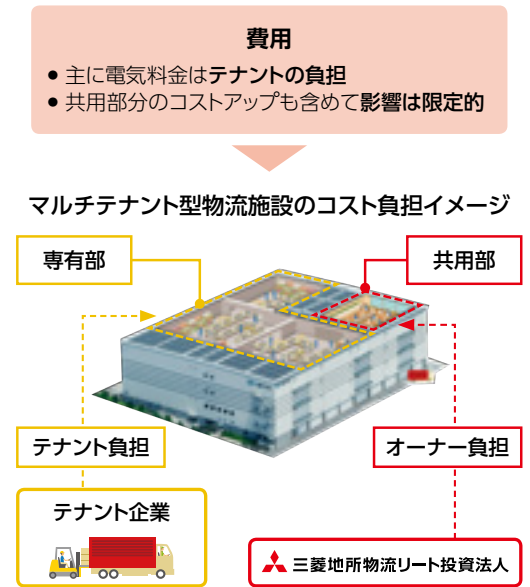 費用
• 主に電気料金はテナントの負担
• 共用部分のコストアップも含めて影響は限定的
マルチテナント型物流施設のコスト負担イメージ
専有部
共用部
テナント負担
オーナー負担
テナント企業
三菱地所物流リート投資法人